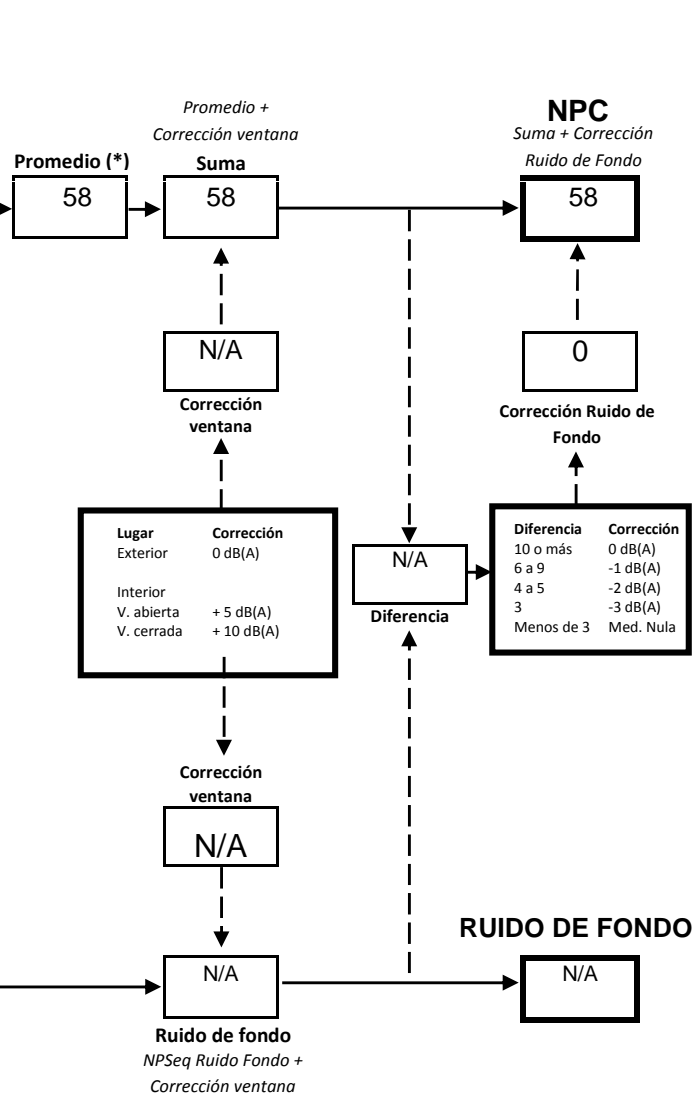 Promedio +
Corrección ventana
Promedio (*)
Suma
NPC
Suma + Corrección
Ruido de Fondo
58
58
58
N/A
Corrección
ventana
0
Corrección Ruido de
Fondo
Lugar Corrección
Exterior 0 dB(A)
Interior
V. abierta + 5 dB(A)
V. cerrada + 10 dB(A)
N/A
Diferencia
Diferencia Corrección
10 o más 0 dB(A)
6 a 9 -1 dB(A)
4 a 5 -2 dB(A)
3 -3 dB(A)
Menos de 3 Med. Nula
Corrección
ventana
N/A
RUIDO DE FONDO
N/A
N/A
Ruido de fondo
NPSeq Ruido Fondo +
Corrección ventana